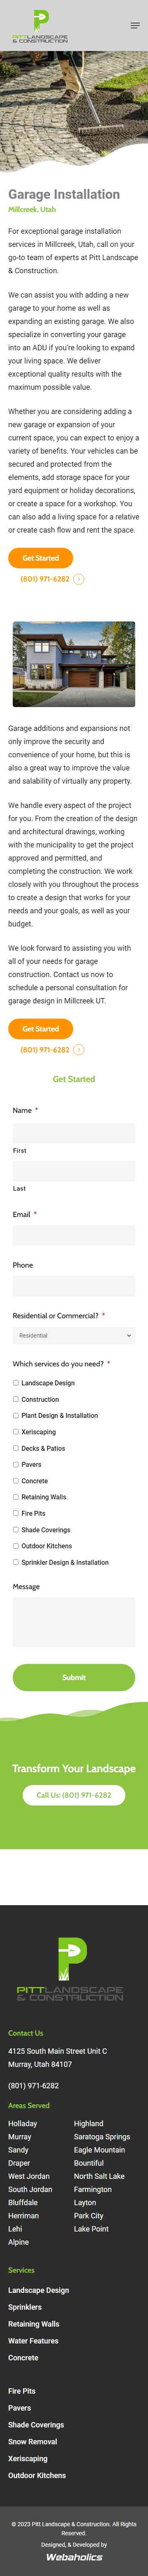 PITTLANDSCAPE
& CONSTRUCTION
Garage Installation
Millcreek, Utah
For exceptional garage installation
services in Millcreek, Utah, call on your
go-to team of experts at Pitt Landscape
& Construction.
We can assist you with adding a new
garage to your home as well as
expanding an existing garage. We also
specialize in converting your garage
into an ADU if you're looking to expand
your living space. We deliver
exceptional quality results with the
maximum possible value.
Whether you are considering adding a
new garage or expansion of your
current space, you can expect to enjoy a
variety of benefits. Your vehicles can be
secured and protected from the
elements, add storage space for your
yard equipment or holiday decorations,
or create a space for a workshop. You
can also add a living space for a relative
or create cash flow and rent the space.
Get Started
(801) 971-6282
Garage additions and expansions not
only improve the security and
convenience of your home, but this is
also a great way to improve the value
and salability of virtually any property.
We handle every aspect of the project
for you. From the creation of the design
and architectural drawings, working
with the municipality to get the project
approved and permitted, and
completing the construction. We work
closely with you throughout the process
to create a design that works for your
needs and your goals, as well as your
budget.
We look forward to assisting you with
all of your needs for garage
construction. Contact us now to
schedule a personalized consultation for
garage design in Millcreek UT.
Get Started
(801) 971-6282
Get Started
Name *
First
Last
Email *
Phone
Residential or Commercial? *
Residential
Which services do you need? *
Landscape Design
Construction
Plant Design & Installation
Xeriscaping
Decks & Patios
Pavers
Concrete
Retaining Walls
Fire Pits
Shade Coverings
Outdoor Kitchens
Sprinkler Design & Installation
Message
Submit
Transform Your Landscape
Call Us: (801) 971-6282
PITTLANDSCAPE
& CONSTRUCTION
Contact Us
4125 South Main Street Unit C
Murray, Utah 84107
(801) 971-6282
Areas Served
Holladay
Murray
Sandy
Draper
West Jordan
South Jordan
Bluffdale
Herriman
Lehi
Alpine
Highland
Saratoga Springs
Eagle Mountain
Bountiful
North Salt Lake
Farmington
Layton
Park City
Lake Point
Services
Landscape Design
Sprinklers
Retaining Walls
Water Features
Concrete
Fire Pits
Pavers
Shade Coverings
Snow Removal
Xeriscaping
Outdoor Kitchens
© 2023 Pitt Landscape & Construction. All Rights
Reserved.
Designed, & Developed by
Webaholics